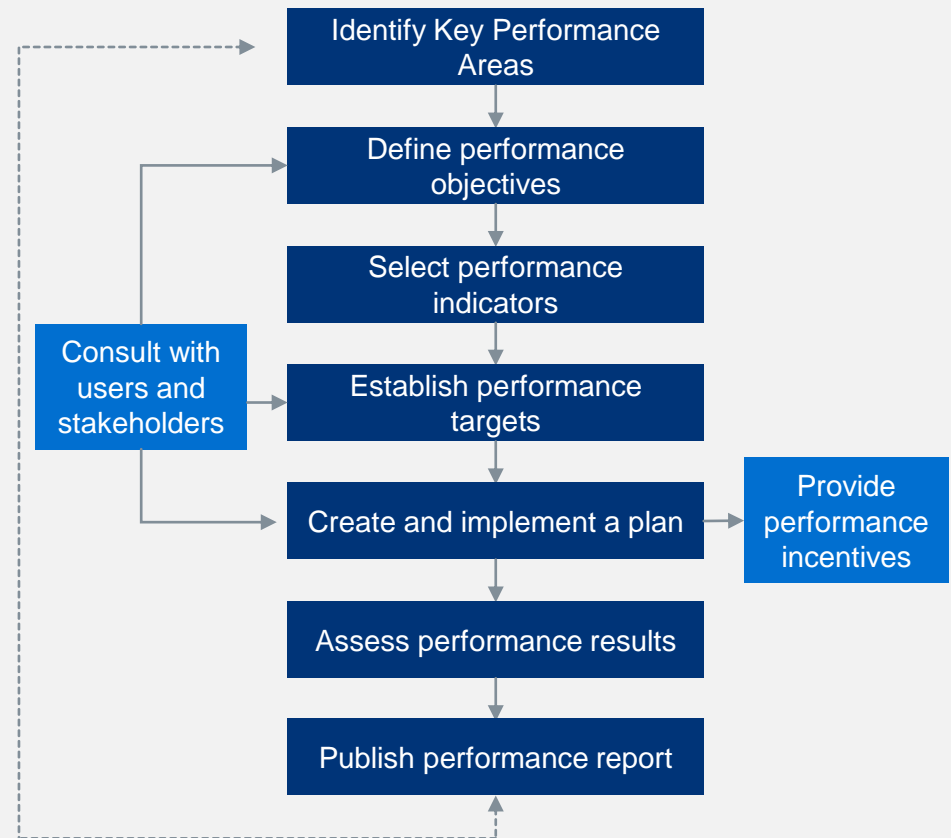 Identify Key Performance
Areas
Define performance
objectives
Select performance
indicators
Consult with
users and
stakeholders
Establish performance
targets
Create and implement a plan
Provide
performance
incentives
Assess performance results
Publish performance report